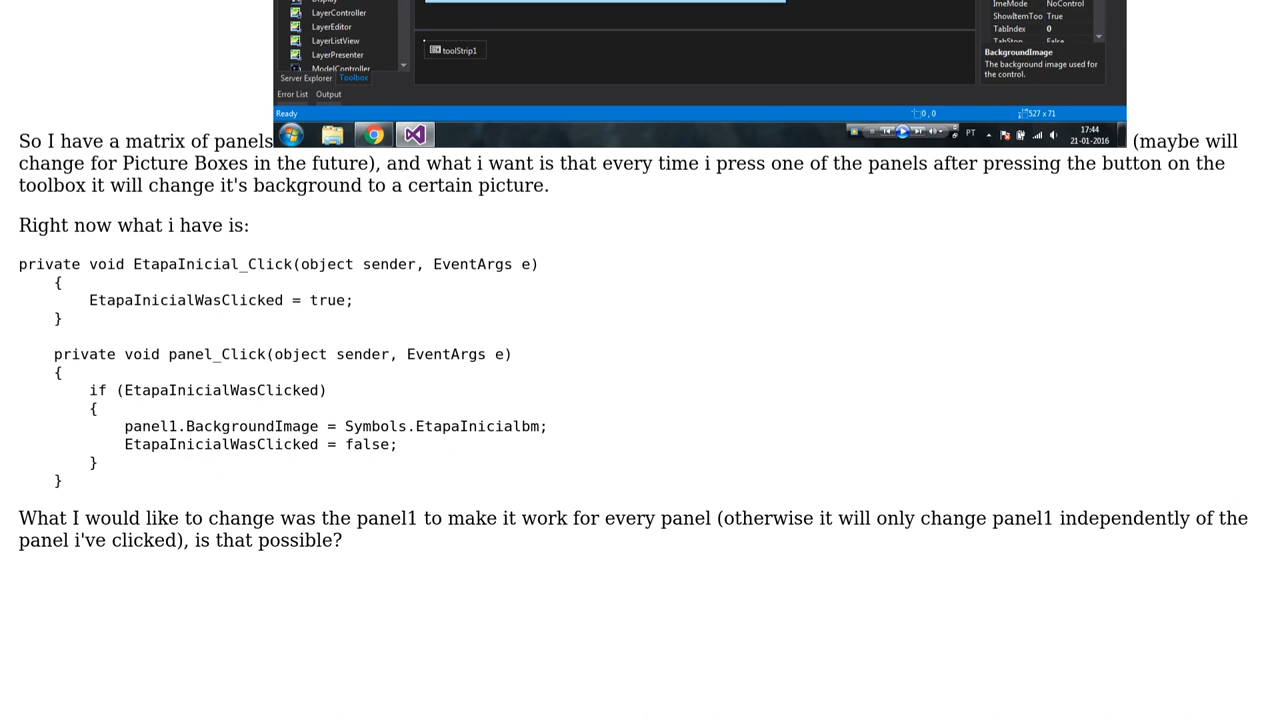 LayerController
LayerEditor
LayerListView
LayerPresenter
ModelController
Server Explorer Toolbox
Error List Output
toolStrip1
ImeMode NoControl
ShowItemToo True
TabIndex 0
TabStop False
BackgroundImage
The background image used for
the control.
Ready 0 , 0 527 x 71
PT 17:44
21-01-2016
So I have a matrix of panels (maybe will
change for Picture Boxes in the future), and what i want is that every time i press one of the panels after pressing the button on the
toolbox it will change it's background to a certain picture.
Right now what i have is:
private void EtapaInicial_Click(object sender, EventArgs e)
{
EtapaInicialWasClicked = true;
}
private void panel_Click(object sender, EventArgs e)
{
if (EtapaInicialWasClicked)
{
panel1.BackgroundImage = Symbols.EtapaInicialbm;
EtapaInicialWasClicked = false;
}
}
What I would like to change was the panel1 to make it work for every panel (otherwise it will only change panel1 independently of the
panel i've clicked), is that possible?